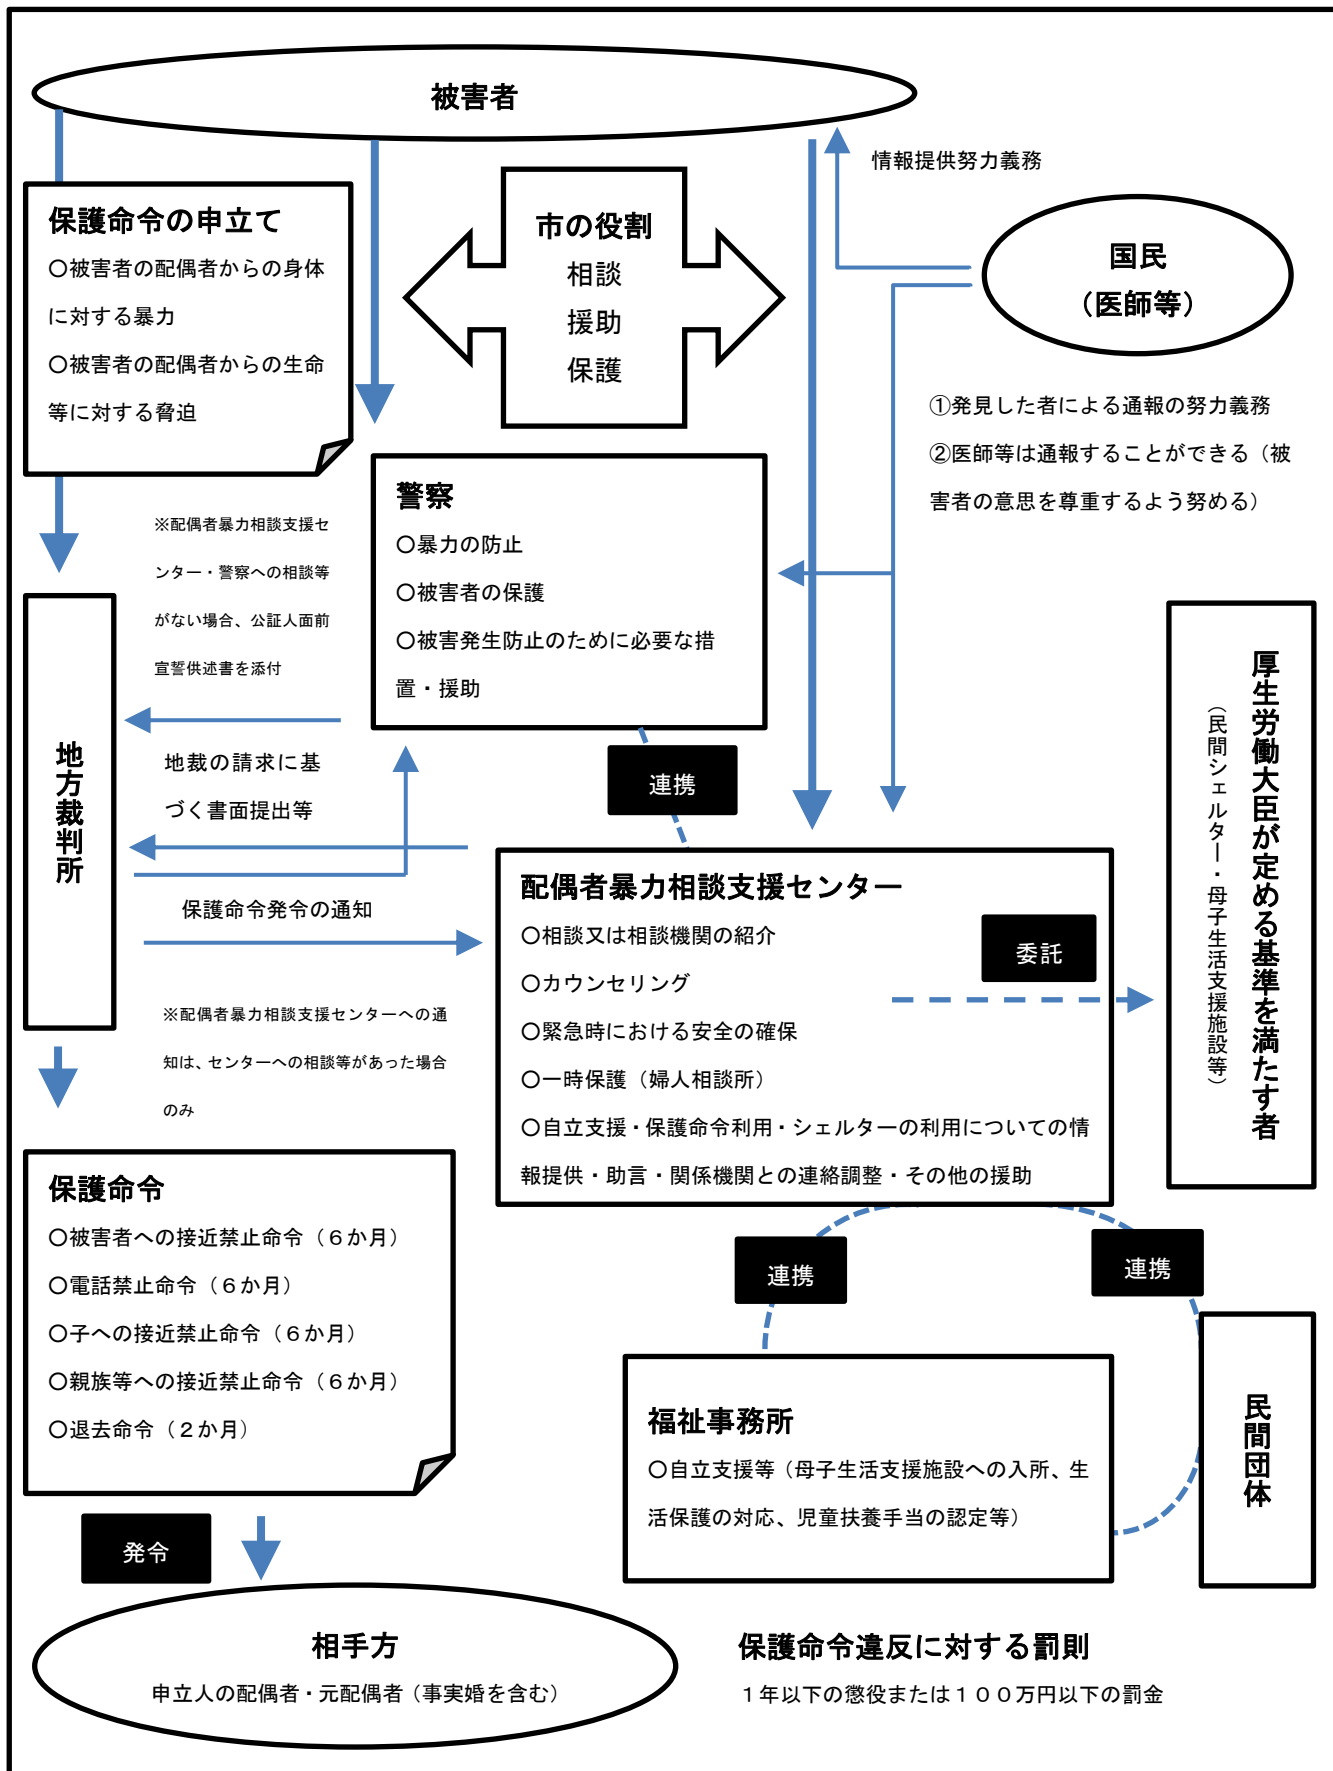 被害者
情報提供努力義務
保護命令の申立て
○被害者の配偶者からの身体
に対する暴力
○被害者の配偶者からの生命
等に対する脅迫
市の役割
相談
援助
保護
国民
（医師等）
①発見した者による通報の努力義務
②医師等は通報することができる（被
害者の意思を尊重するよう努める）
警察
○暴力の防止
○被害者の保護
○被害発生防止のために必要な措
置・援助
※配偶者暴力相談支援セ
ンター・警察への相談等
がない場合、公証人面前
宣誓供述書を添付
地方裁判所
地裁の請求に基
づく書面提出等
連携
保護命令発令の通知
※配偶者暴力相談支援センターへの通
知は、センターへの相談等があった場合
のみ
配偶者暴力相談支援センター
○相談又は相談機関の紹介
○カウンセリング
○緊急時における安全の確保
○一時保護（婦人相談所）
○自立支援・保護命令利用・シェルターの利用についての情
報提供・助言・関係機関との連絡調整・その他の援助
委託
厚生労働大臣が定める基準を満たす者
（民間シェルター・母子生活支援施設等）
保護命令
○被害者への接近禁止命令（６か月）
○電話禁止命令（６か月）
○子への接近禁止命令（６か月）
○親族等への接近禁止命令（６か月）
○退去命令（２か月）
連携
連携
福祉事務所
○自立支援等（母子生活支援施設への入所、生
活保護の対応、児童扶養手当の認定等）
民間団体
発令
相手方
申立人の配偶者・元配偶者（事実婚を含む）
保護命令違反に対する罰則
１年以下の懲役または１００万円以下の罰金